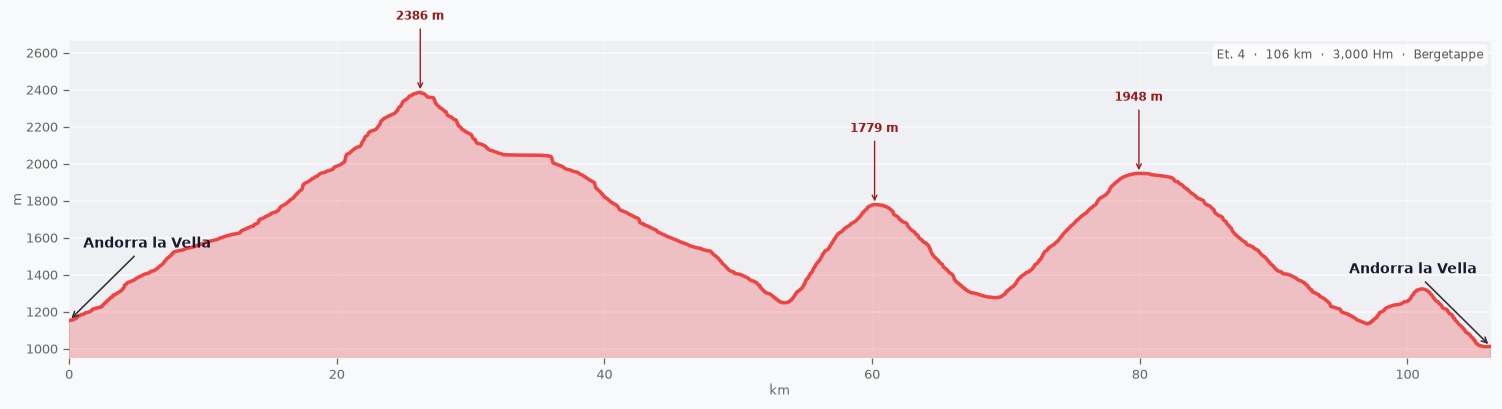 2386 m
Et. 4 · 106 km · 3,000 Hm · Bergetappe
1948 m
1779 m
Andorra la Vella
Andorra la Vella
2600
2400
2200
2000
1800
1600
1400
1200
1000
m
0 20 40 60 80 100
km